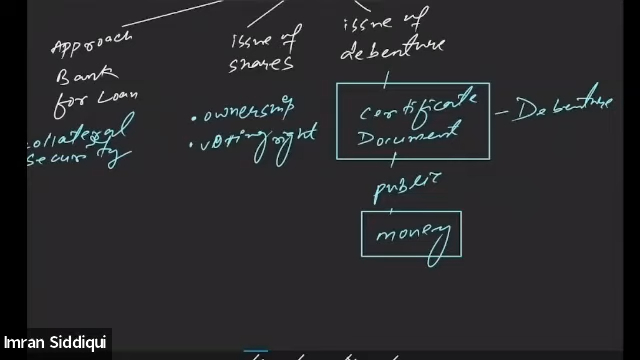 Approach
Bank
for Loan
collateral
security
issue of
shares
• ownership
• voting right
issue of
debenture
certificate
Document
- Debenture
public
money
Imran Siddiqui